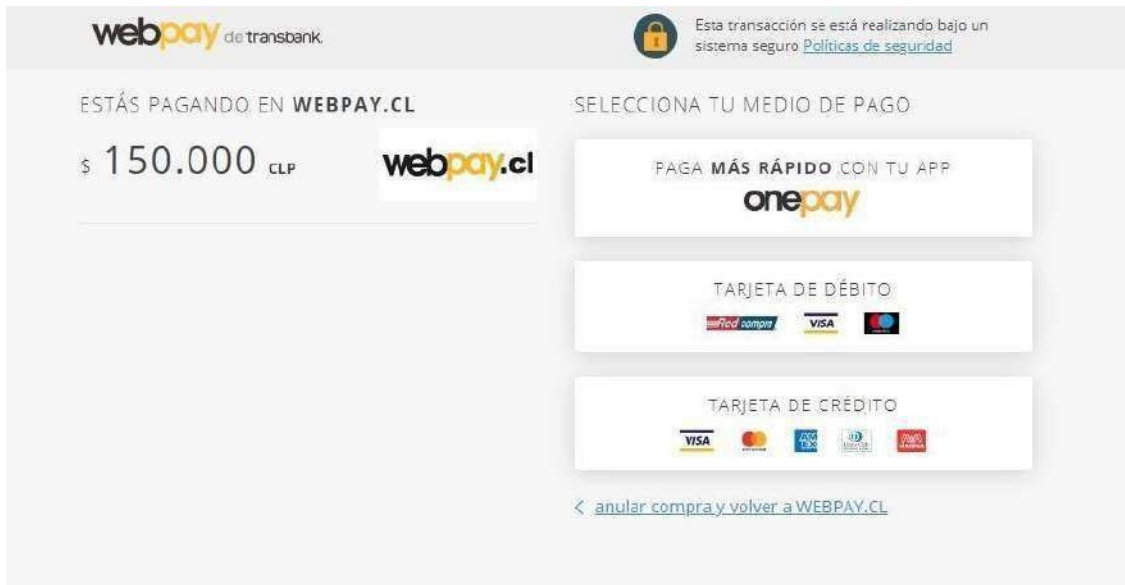 webpay de transbank.
Esta transacción se está realizando bajo un
sistema seguro Políticas de seguridad
ESTÁS PAGANDO EN WEBPAY.CL
$ 150.000 CLP
webpay.cl
SELECCIONA TU MEDIO DE PAGO
PAGA MÁS RÁPIDO CON TU APP
onepay
TARJETA DE DÉBITO
Red compra VISA
TARJETA DE CRÉDITO
VISA AM EX
< anular compra y volver a WEBPAY.CL